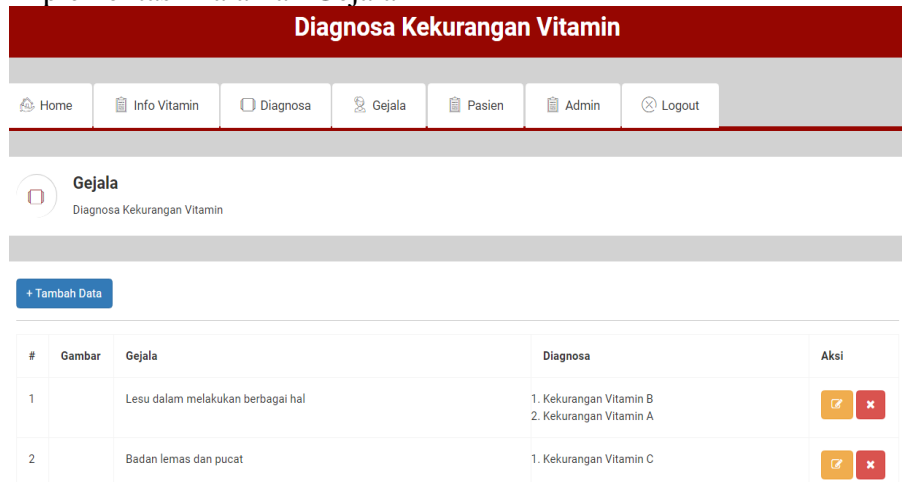 Diagnosa Kekurangan Vitamin
Home Info Vitamin Diagnosa Gejala Pasien Admin Logout
Gejala
Diagnosa Kekurangan Vitamin
+ Tambah Data
# Gambar Gejala Diagnosa Aksi
1 Lesu dalam melakukan berbagai hal 1. Kekurangan Vitamin B
2. Kekurangan Vitamin A
2 Badan lemas dan pucat 1. Kekurangan Vitamin C